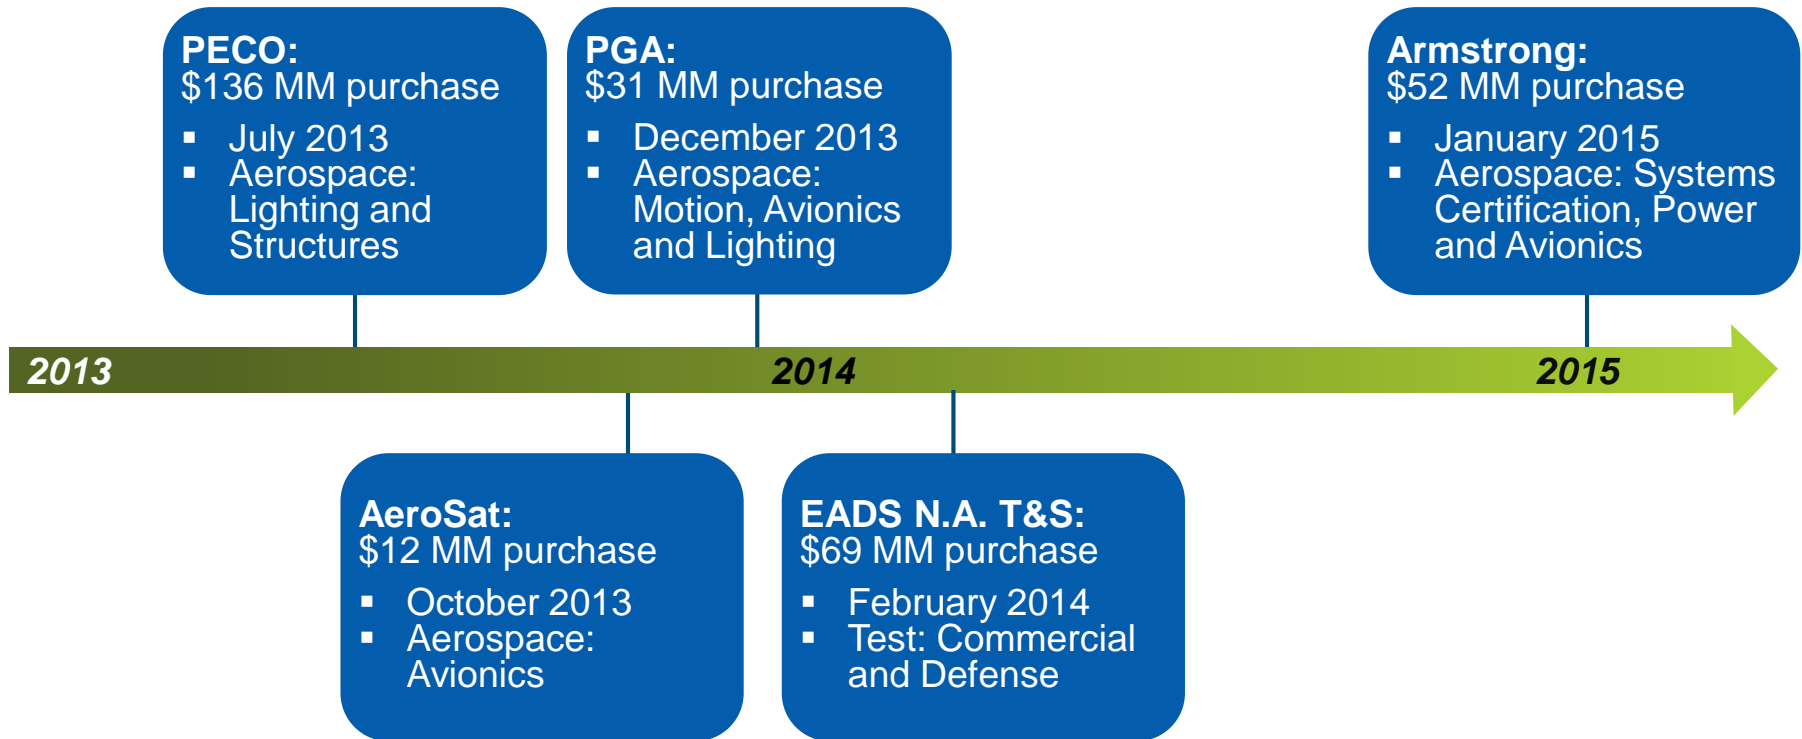 PECO:
$136 MM purchase
▪ July 2013
▪ Aerospace:
Lighting and
Structures
PGA:
$31 MM purchase
▪ December 2013
▪ Aerospace:
Motion, Avionics
and Lighting
Armstrong:
$52 MM purchase
▪ January 2015
▪ Aerospace: Systems
Certification, Power
and Avionics
2013
2014
2015
AeroSat:
$12 MM purchase
▪ October 2013
▪ Aerospace:
Avionics
EADS N.A. T&S:
$69 MM purchase
▪ February 2014
▪ Test: Commercial
and Defense